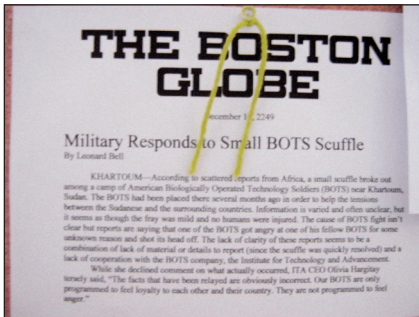 THE BOSTON
GLOBE
December 1, 2249
Military Responds to Small BOTS Scuffle
By Leonard Bell
KHARTOUM—According to scattered reports from Africa, a small scuffle broke out
among a camp of American Biologically Operated Technology Soldiers (BOTS) near Khartoum,
Sudan. The BOTS had been placed there several months ago in order to help the tensions
between the Sudanese and the surrounding countries. Information is varied and often unclear, but
it seems as though the fray was mild and no humans were injured. The cause of BOTS fight isn't
clear but reports are saying that one of the BOTS got angry at one of his fellow BOTS for some
unknown reason and shot its head off. The lack of clarity of these reports seems to be a
combination of lack of material or details to report (since the scuffle was quickly resolved) and a
lack of cooperation with the BOTS company, the Institute for Technology and Advancement.
While she declined comment on what actually occurred, ITA CEO Olivia Hargitay
tersely said, "The facts that have been relayed are obviously incorrect. Our BOTS are only
programmed to feel loyalty to each other and their country. They are not programmed to feel
anger."